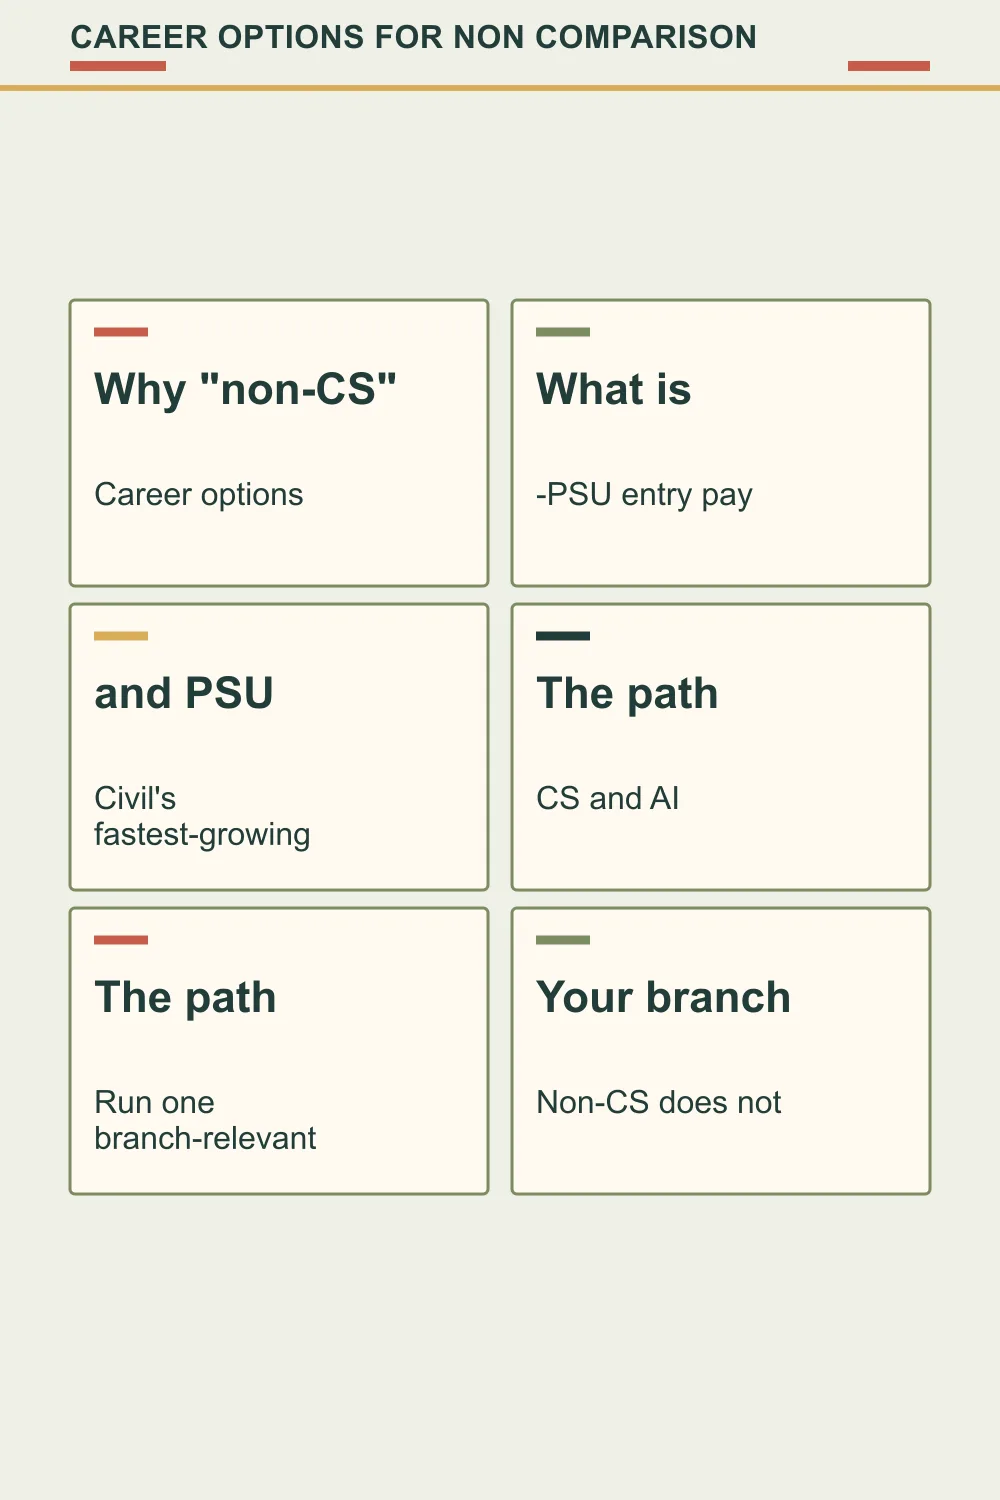 CAREER OPTIONS FOR NON COMPARISON
Why "non-CS"
Career options
What is
-PSU entry pay
and PSU
Civil's
fastest-growing
The path
CS and AI
The path
Run one
branch-relevant
Your branch
Non-CS does not